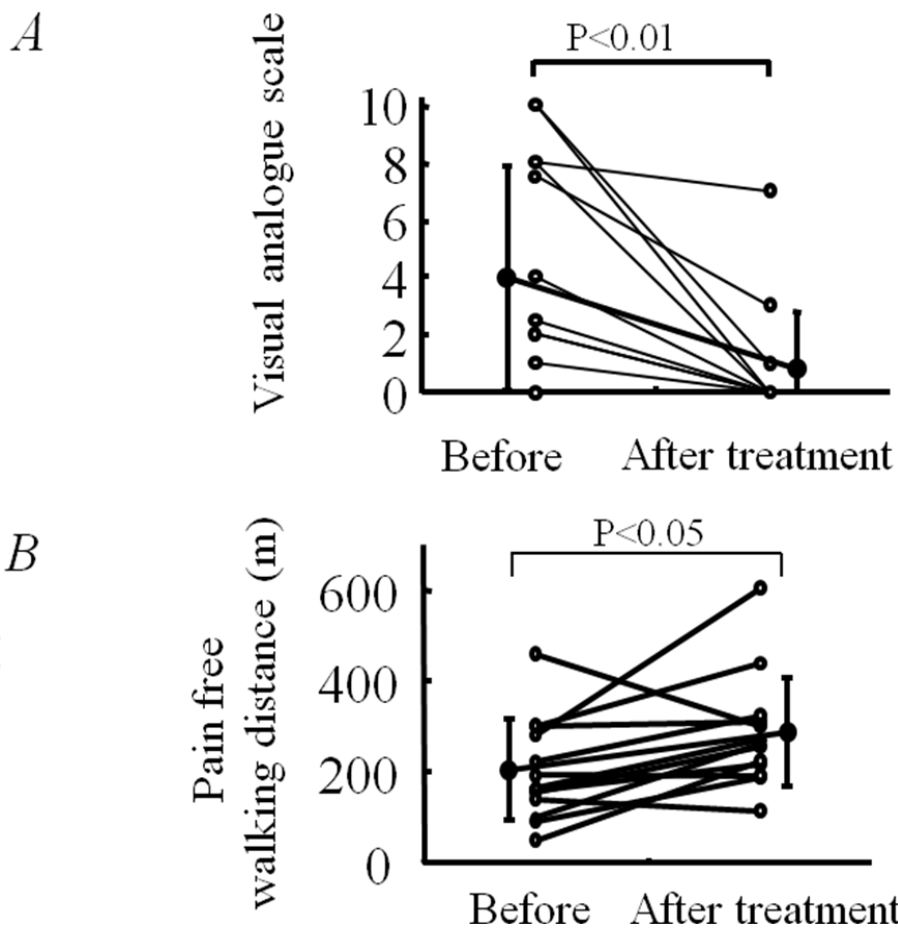 A
P<0.01
Visual analogue scale
10
8
6
4
2
0
Before
After treatment
B
P<0.05
Pain free
walking distance (m)
600
400
200
0
Before
After treatment